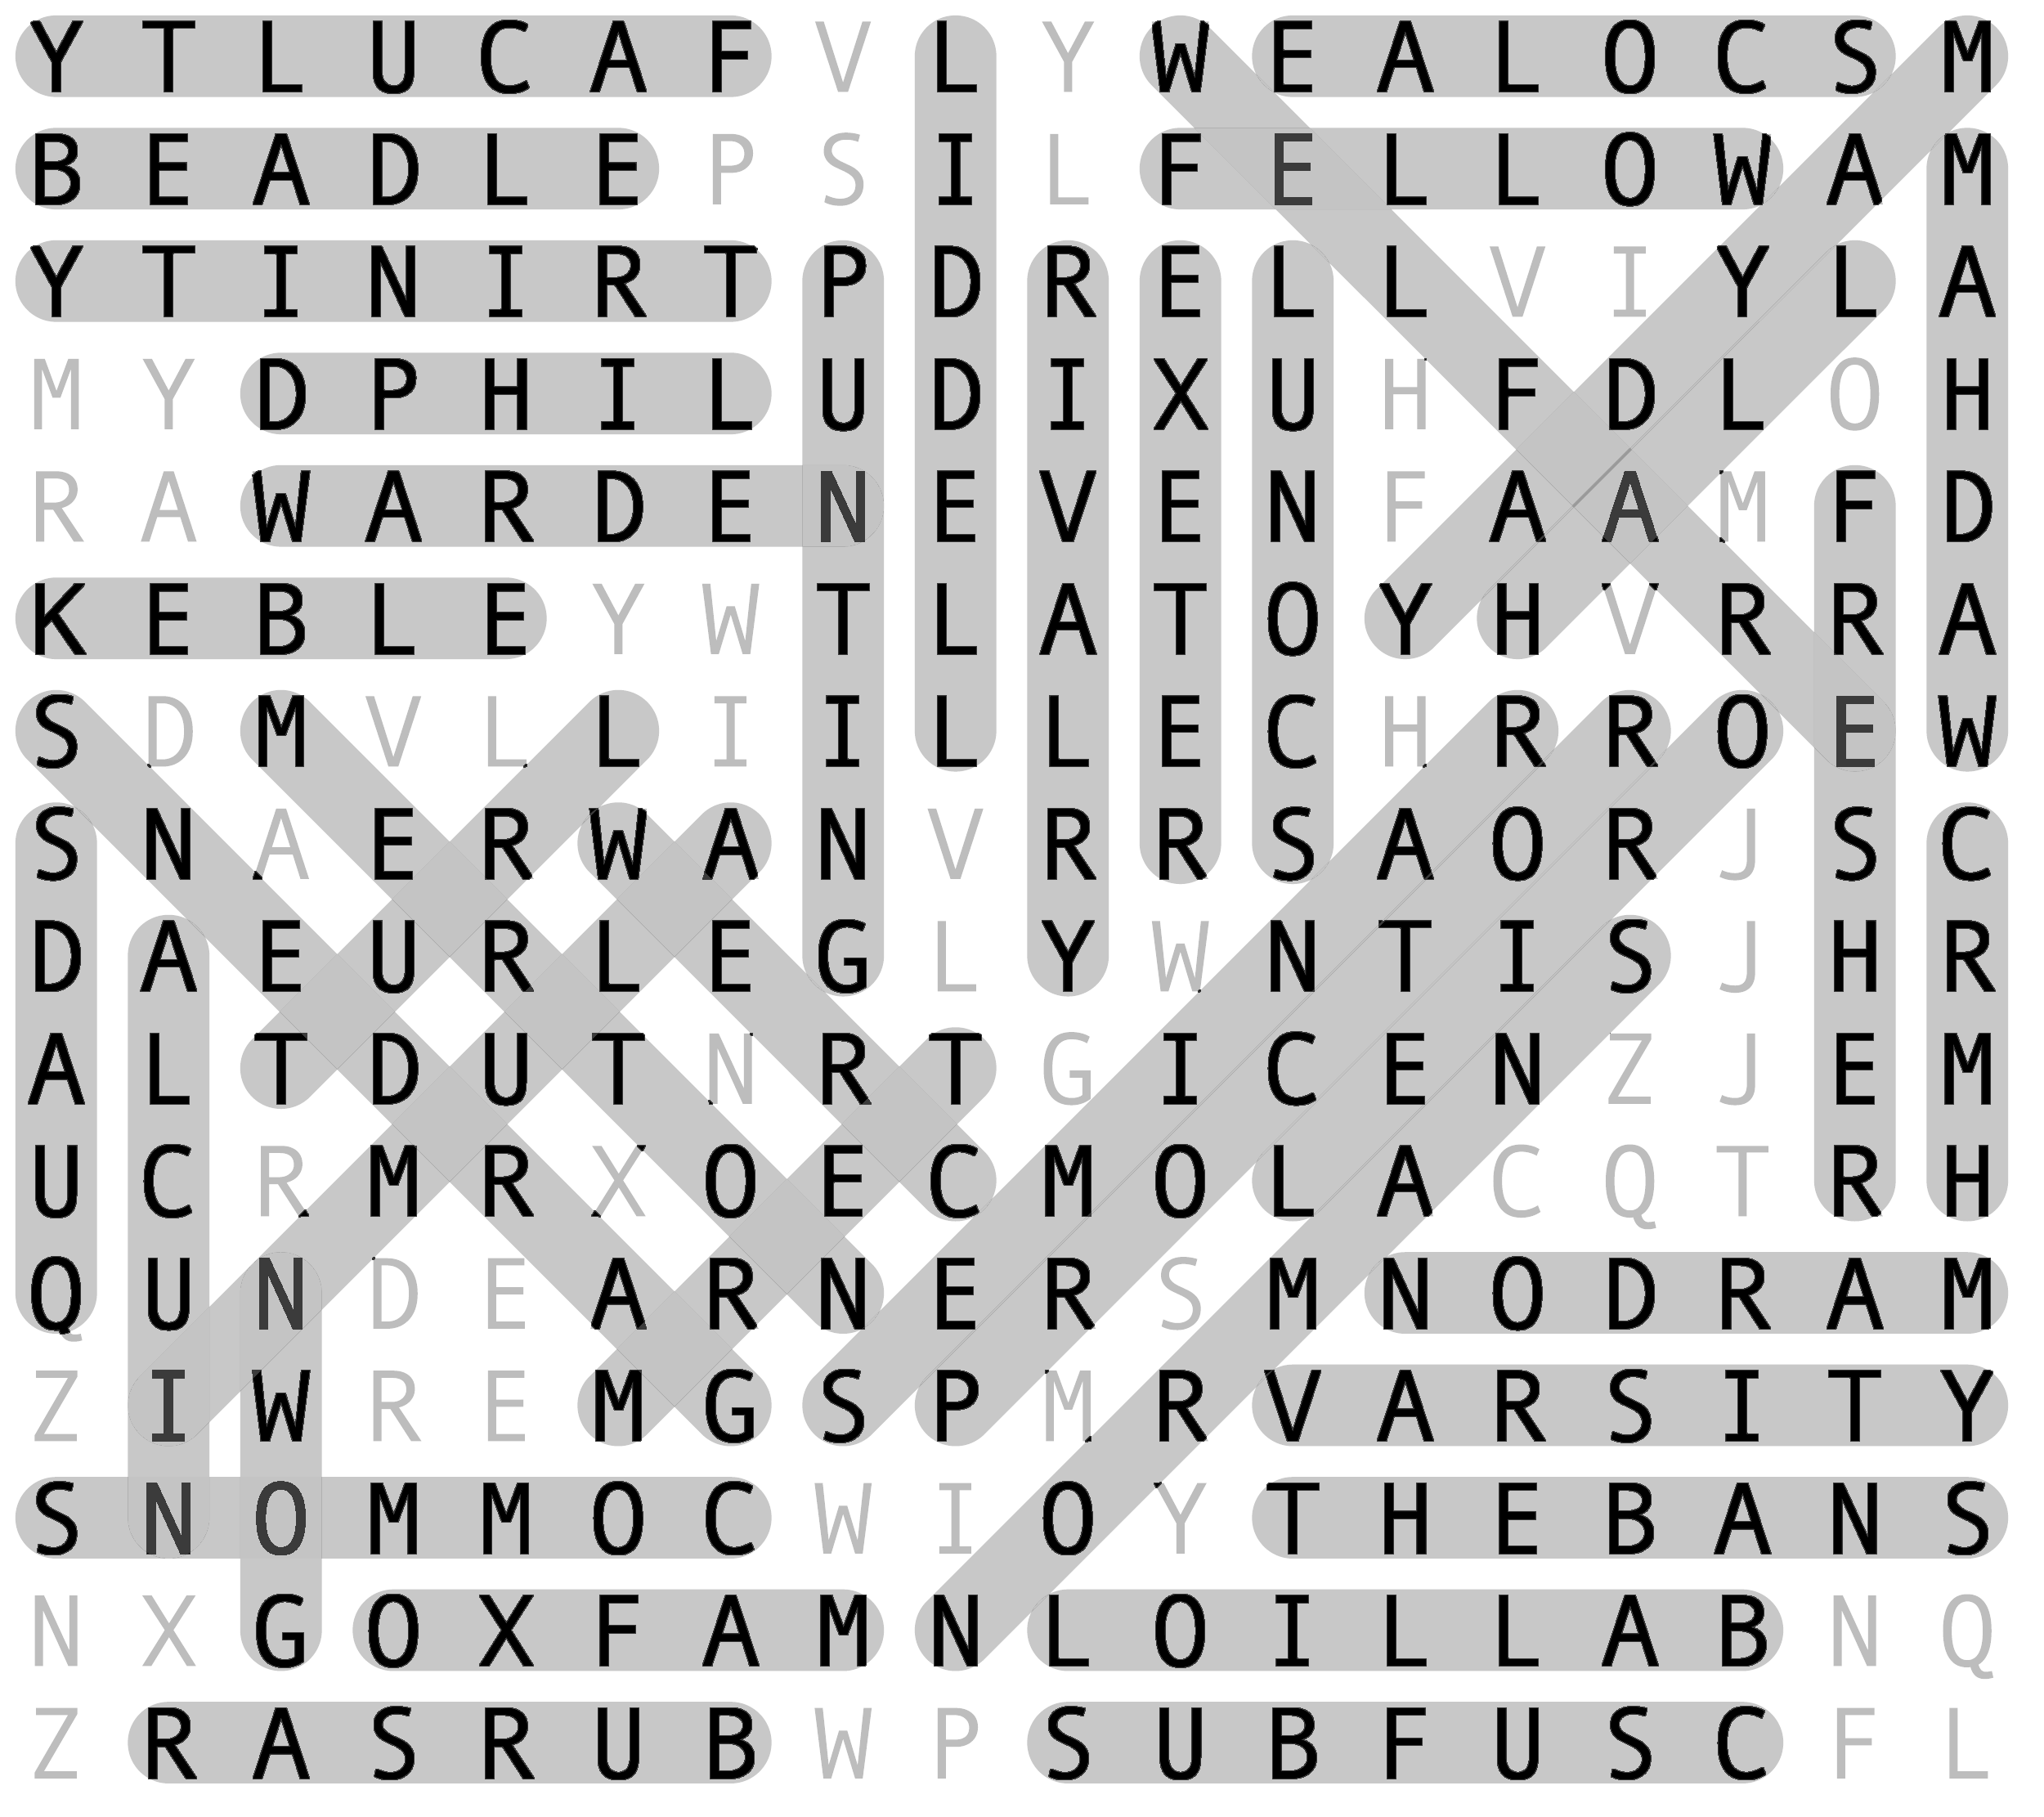 Y T L U C A F V L Y W E A L O C S M
B E A D L E P S I L F E L L O W A M
Y T I N I R T P D R E L L V I Y L A
M Y D P H I L U D I X U H F D L O H
R A W A R D E N E V E N F A A M F D
K E B L E Y W T L A T O Y H V R R A
S D M V L L I I L L E C H R R O E W
S N A E R W A N V R R S A O R J S C
D A E U R L E G L Y W N T I S J H R
A L T D U T N R T G I C E N Z J E M
U C R M R X O E C M O L A C Q T R H
Q U N D E A R N E R S M N O D R A M
Z I W R E M G S P M R V A R S I T Y
S N O M M O C W I O Y T H E B A N S
N X G O X F A M N L O I L L A B N Q
Z R A S R U B W P S U B F U S C F L